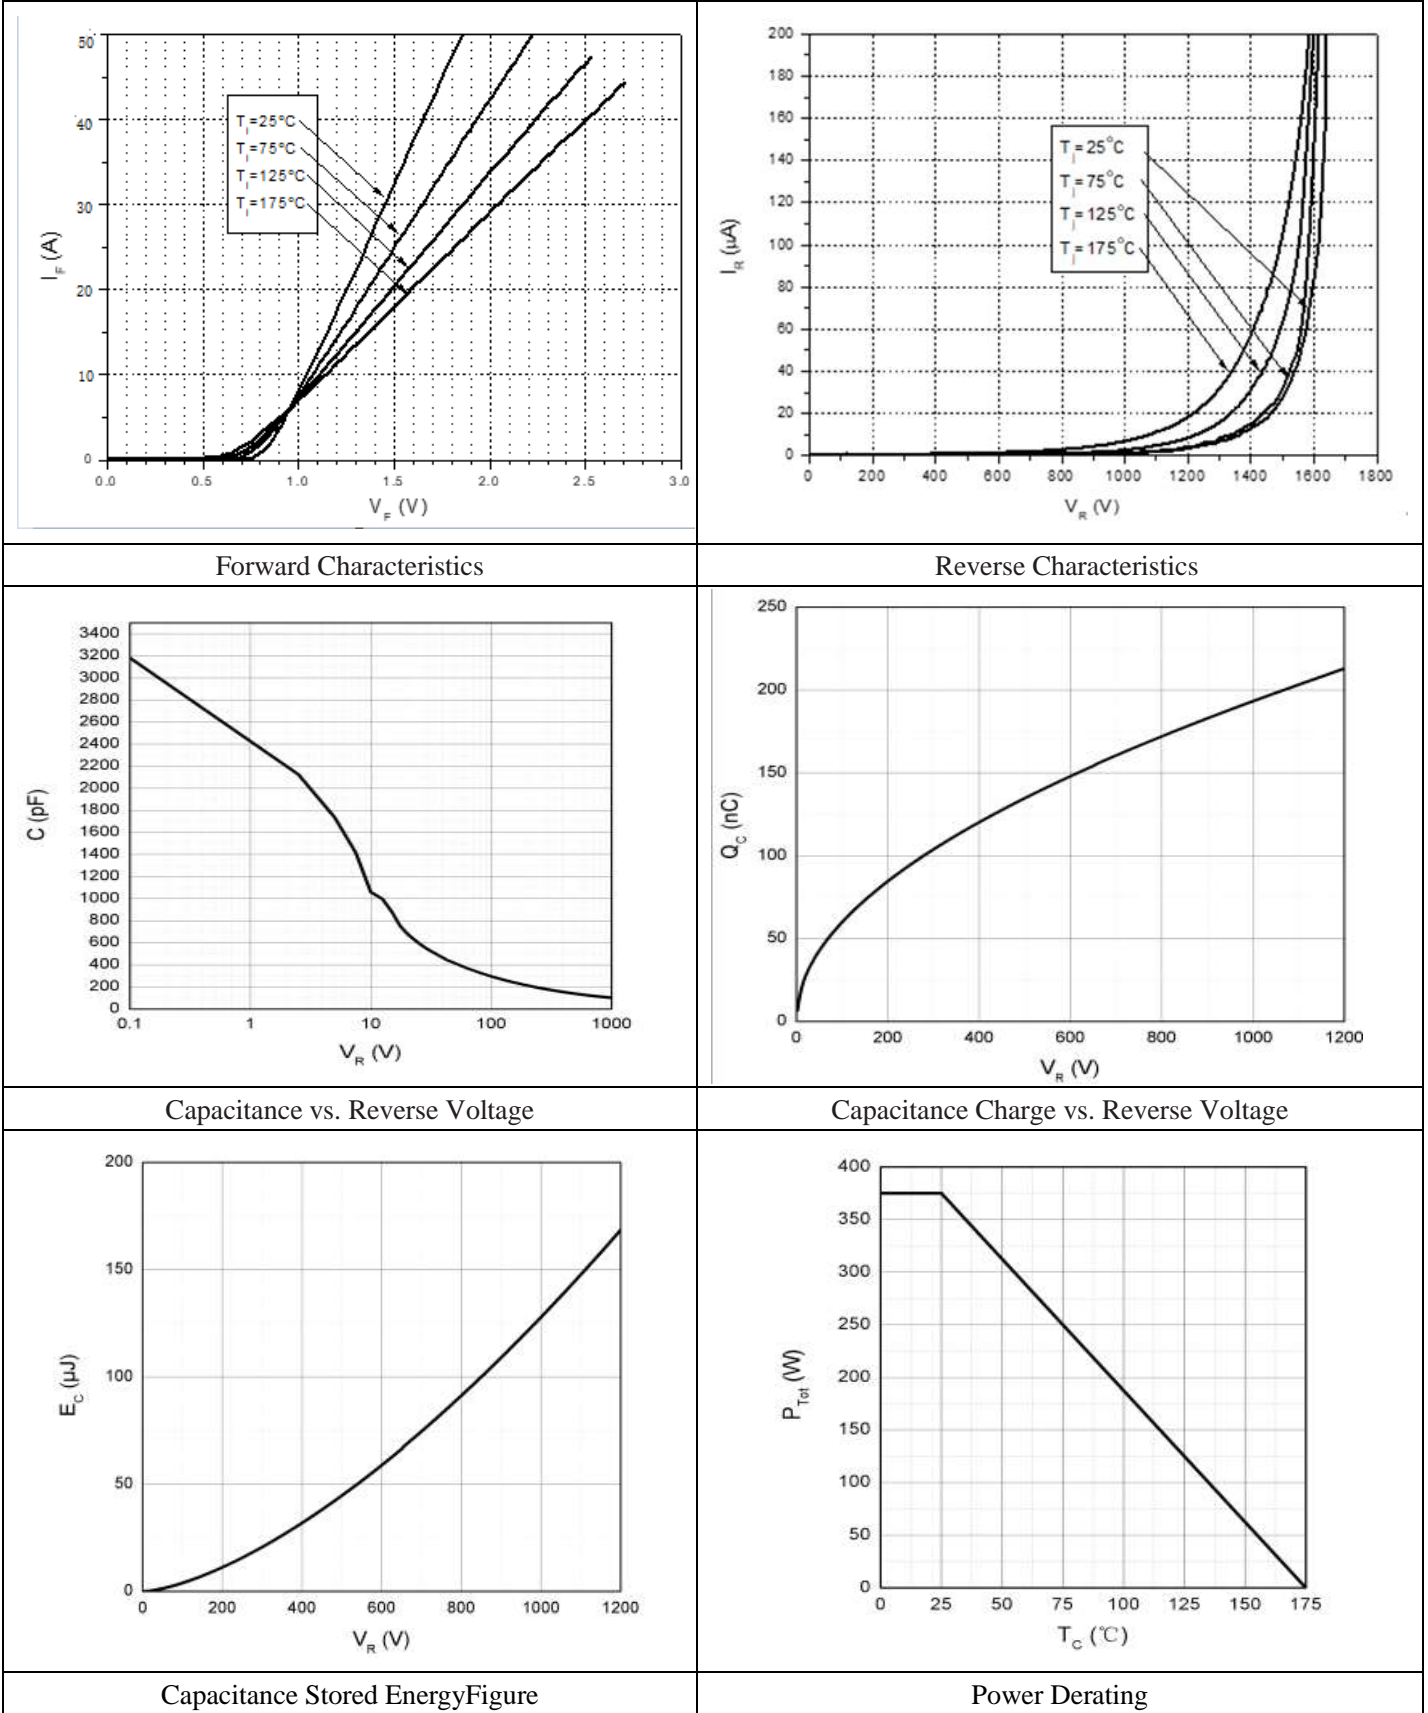 50
40
30
20
10
0
0.0 0.5 1.0 1.5 2.0 2.5 3.0
I_F (A)
V_F (V)
T_j=25°C
T_j=75°C
T_j=125°C
T_j=175°C
Forward Characteristics
200
180
160
140
120
100
80
60
40
20
0
0 200 400 600 800 1000 1200 1400 1600 1800
I_R (μA)
V_R (V)
T_j=25°C
T_j=75°C
T_j=125°C
T_j=175°C
Reverse Characteristics
3400
3200
3000
2800
2600
2400
2200
2000
1800
1600
1400
1200
1000
800
600
400
200
0
0.1 1 10 100 1000
C (pF)
V_R (V)
Capacitance vs. Reverse Voltage
250
200
150
100
50
0
0 200 400 600 800 1000 1200
Q_C (nC)
V_R (V)
Capacitance Charge vs. Reverse Voltage
200
150
100
50
0
0 200 400 600 800 1000 1200
E_C (μJ)
V_R (V)
Capacitance Stored EnergyFigure
400
350
300
250
200
150
100
50
0
0 25 50 75 100 125 150 175
P_Tot (W)
T_C (℃)
Power Derating